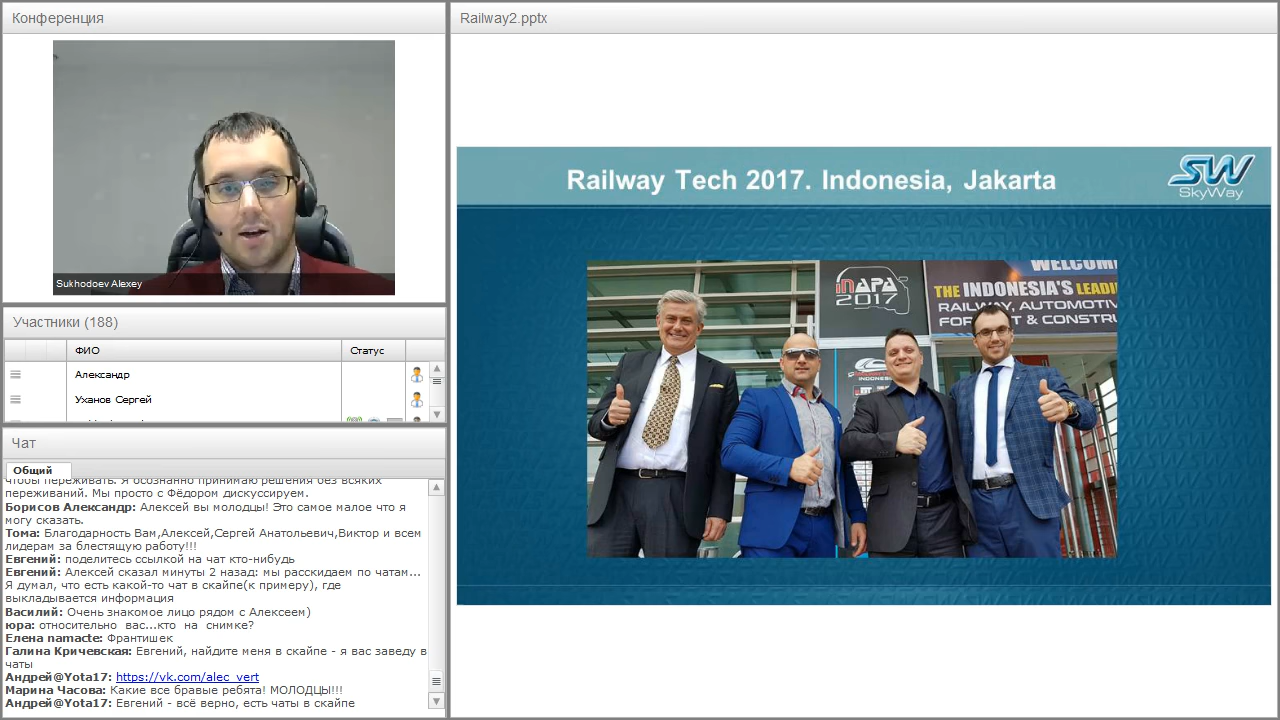 Конференция
Sukhodoev Alexey
Участники (188)
ФИО
Статус
Александр
Уханов Сергей
Чат
Общий
чтобы переживать. Я осознанно принимаю решения без всяких
переживаний. Мы просто с Фёдором дискуссируем.
Борисов Александр: Алексей вы молодцы! Это самое малое что я
могу сказать.
Тома: Благодарность Вам,Алексей,Сергей Анатольевич,Виктор и всем
лидерам за блестящую работу!!!
Евгений: поделитесь ссылкой на чат кто-нибудь
Евгений: Алексей сказал минуты 2 назад: мы расскидаем по чатам...
Я думал, что есть какой-то чат в скайпе(к примеру), где
выкладывается информация
Василий: Очень знакомое лицо рядом с Алексеем)
юра: относительно вас...кто на снимке?
Елена namacte: Франтишек
Галина Кричевская: Евгений, найдите меня в скайпе - я вас заведу в
чаты
Андрей@Yota17: https://vk.com/alec_vert
Марина Часова: Какие все бравые ребята! МОЛОДЦЫ!!!
Андрей@Yota17: Евгений - всё верно, есть чаты в скайпе
Railway2.pptx
Railway Tech 2017. Indonesia, Jakarta
SW
SkyWay
INAPA
2017
INDONESIA
WELCOM
THE INDONESIA'S LEADI
RAILWAY, AUTOMOTIV
FOR & CONSTRU